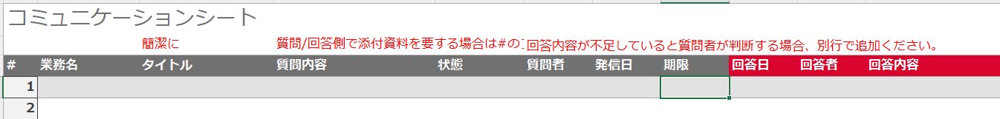 コミュニケーションシート
簡潔に 質問/回答側で添付資料を要する場合は#の 回答内容が不足していると質問者が判断する場合、別行で追加ください。
# 業務名 タイトル 質問内容 状態 質問者 発信日 期限 回答日 回答者 回答内容
1
2